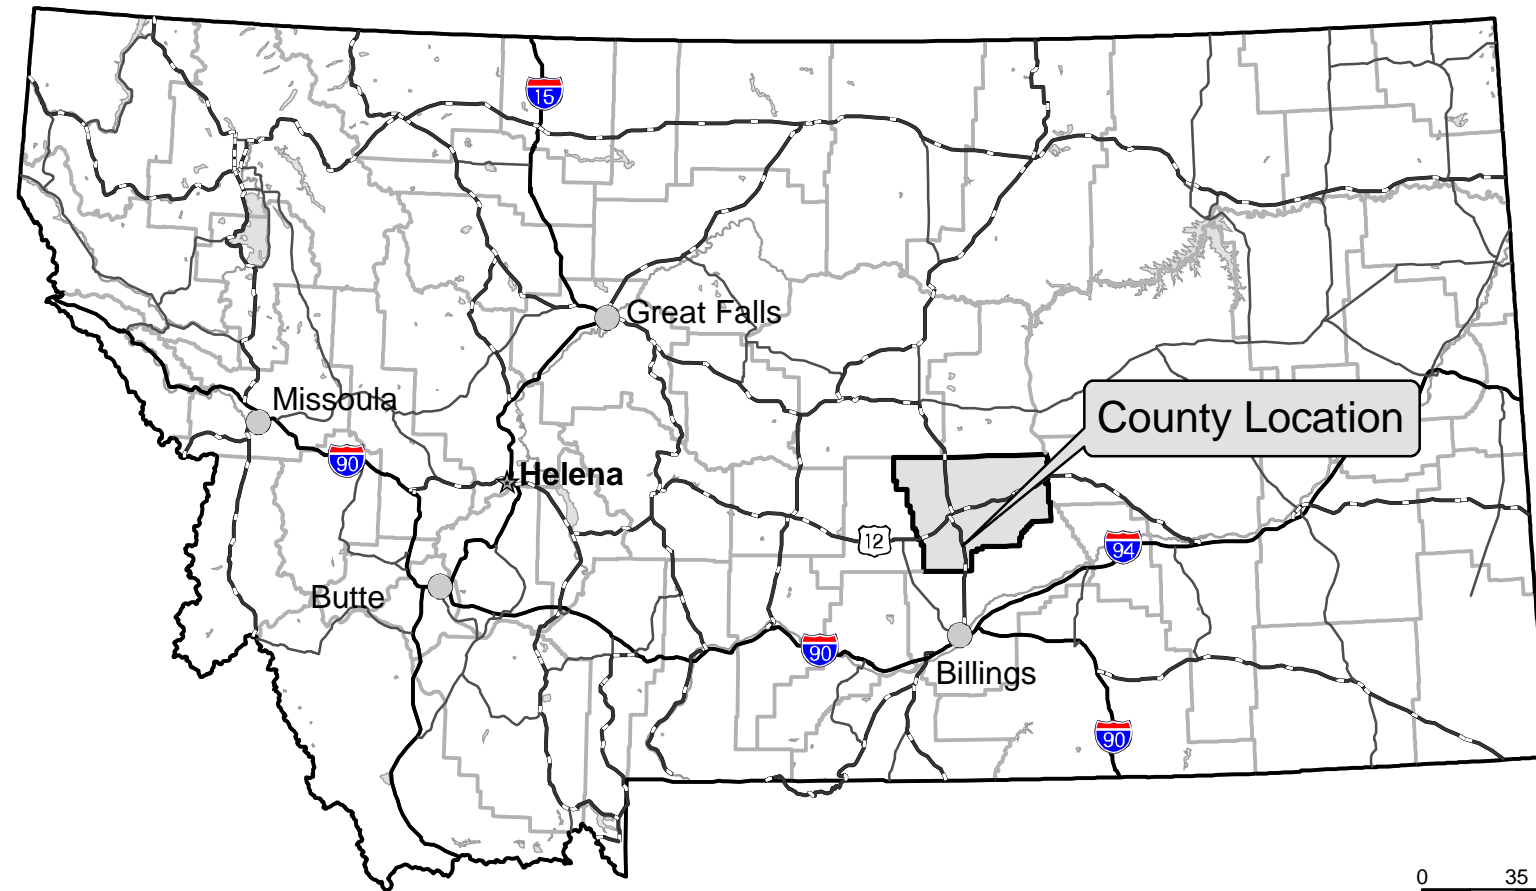 15
Great Falls
Missoula
County Location
90
Helena
12
94
Butte
90
Billings
90
0 35